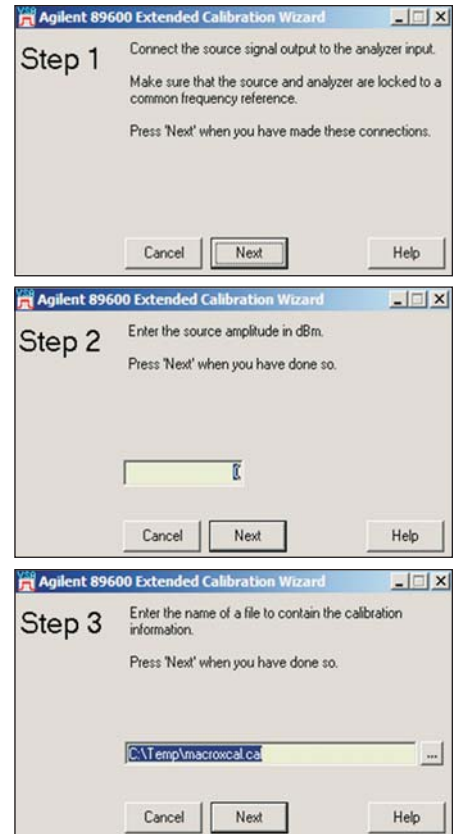 Agilent 89600 Extended Calibration Wizard
Step 1
Connect the source signal output to the analyzer input.
Make sure that the source and analyzer are locked to a
common frequency reference.
Press 'Next' when you have made these connections.
Cancel Next Help
Agilent 89600 Extended Calibration Wizard
Step 2
Enter the source amplitude in dBm.
Press 'Next' when you have done so.
0
Cancel Next Help
Agilent 89600 Extended Calibration Wizard
Step 3
Enter the name of a file to contain the calibration
information.
Press 'Next' when you have done so.
C:\Temp\macroxcal.cal
...
Cancel Next Help